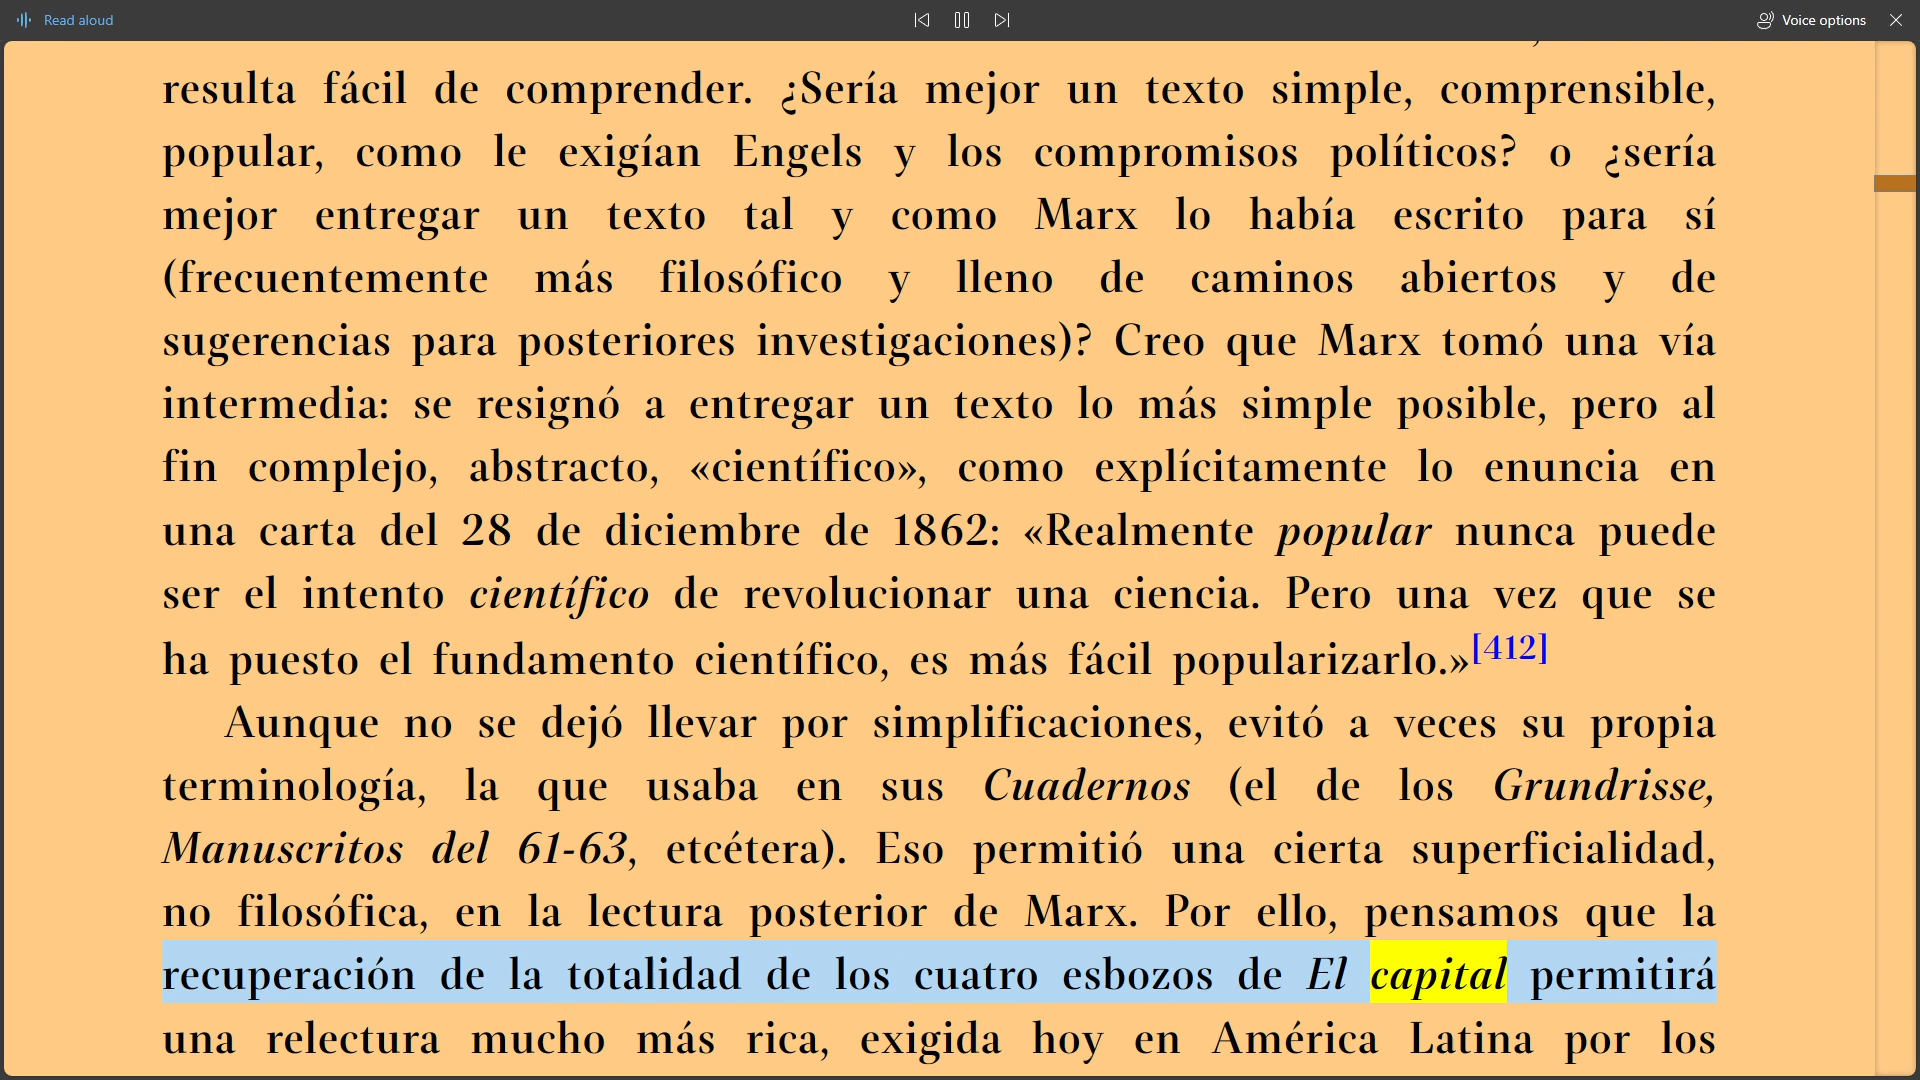 Read aloud
Voice options
resulta fácil de comprender. ¿Sería mejor un texto simple, comprensible,
popular, como le exigían Engels y los compromisos políticos? o ¿sería
mejor entregar un texto tal y como Marx lo había escrito para sí
(frecuentemente más filosófico y lleno de caminos abiertos y de
sugerencias para posteriores investigaciones)? Creo que Marx tomó una vía
intermedia: se resignó a entregar un texto lo más simple posible, pero al
fin complejo, abstracto, «científico», como explícitamente lo enuncia en
una carta del 28 de diciembre de 1862: «Realmente popular nunca puede
ser el intento científico de revolucionar una ciencia. Pero una vez que se
ha puesto el fundamento científico, es más fácil popularizarlo.»[412]
Aunque no se dejó llevar por simplificaciones, evitó a veces su propia
terminología, la que usaba en sus Cuadernos (el de los Grundrisse,
Manuscritos del 61-63, etcétera). Eso permitió una cierta superficialidad,
no filosófica, en la lectura posterior de Marx. Por ello, pensamos que la
recuperación de la totalidad de los cuatro esbozos de El capital permitirá
una relectura mucho más rica, exigida hoy en América Latina por los